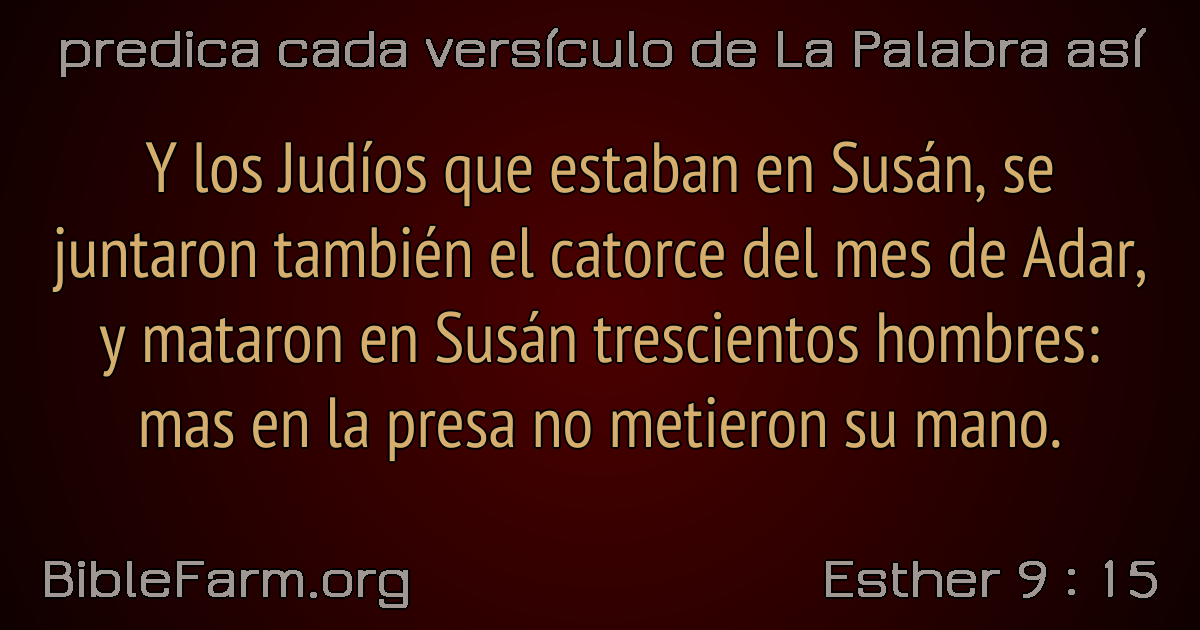 predica cada versículo de La Palabra así
Y los Judíos que estaban en Susán, se
juntaron también el catorce del mes de Adar,
y mataron en Susán trescientos hombres:
mas en la presa no metieron su mano.
BibleFarm.org
Esther 9 : 15